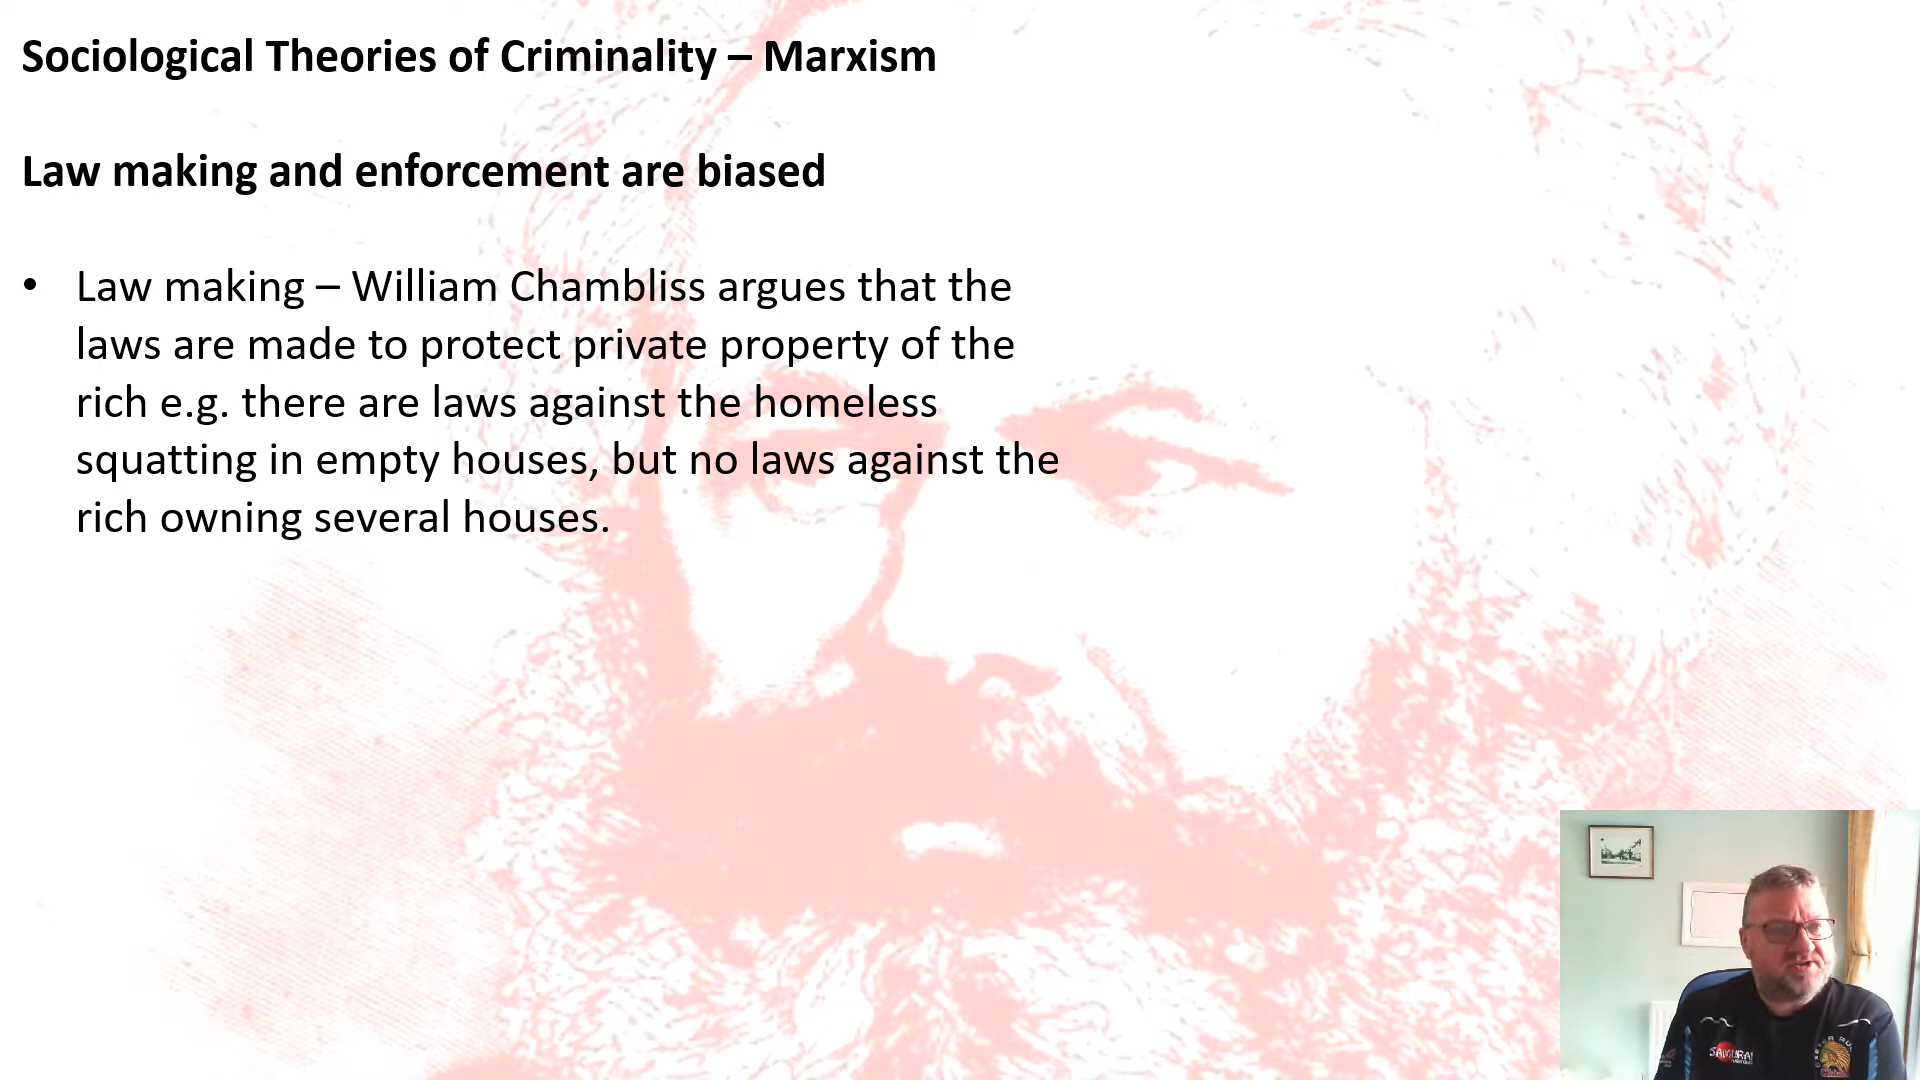 Sociological Theories of Criminality – Marxism
Law making and enforcement are biased
• Law making – William Chambliss argues that the
laws are made to protect private property of the
rich e.g. there are laws against the homeless
squatting in empty houses, but no laws against the
rich owning several houses.
SAMURAI